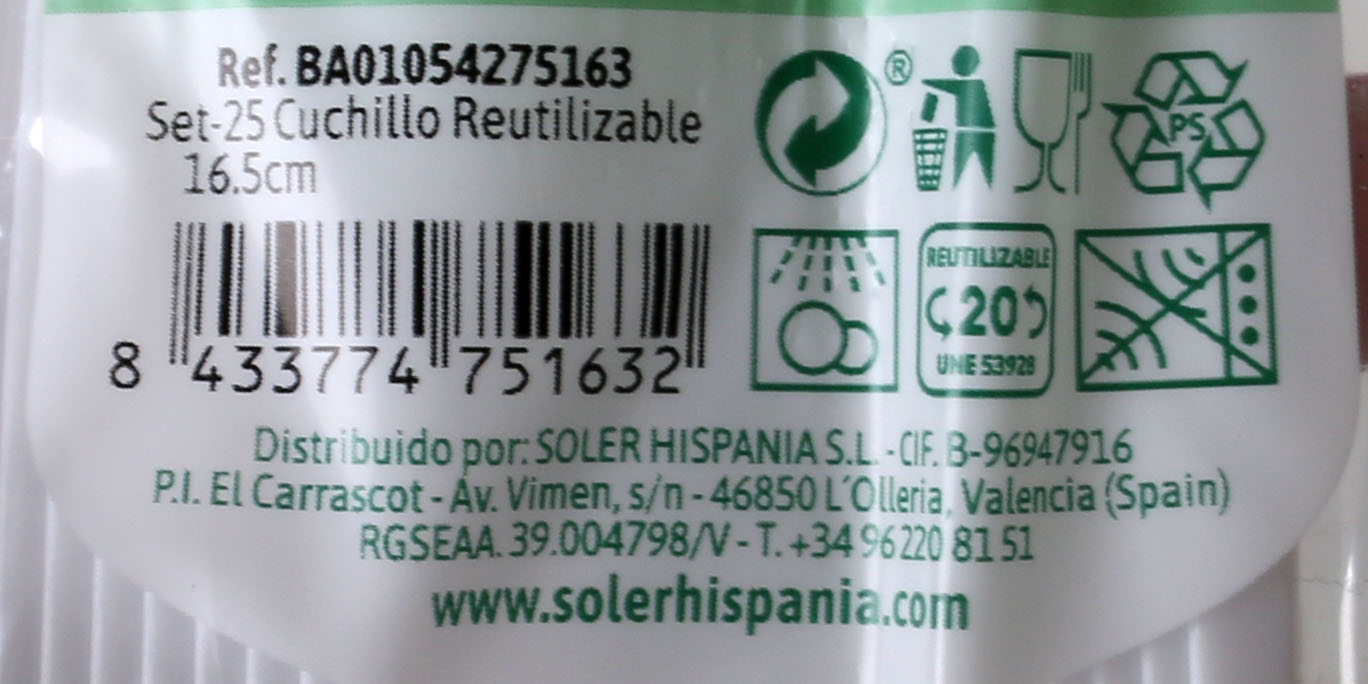 Ref. BA01054275163
Set-25 Cuchillo Reutilizable
16.5cm
8 433774 751632
®
PS
REUTILIZABLE
20
UNE 53928
Distribuido por: SOLER HISPANIA S.L. - CIF. B-96947916
P.I. El Carrascot - Av. Vimen, s/n - 46850 L´Olleria, Valencia (Spain)
RGSEAA. 39.004798/V - T. +34 96 220 81 51
www.solerhispania.com